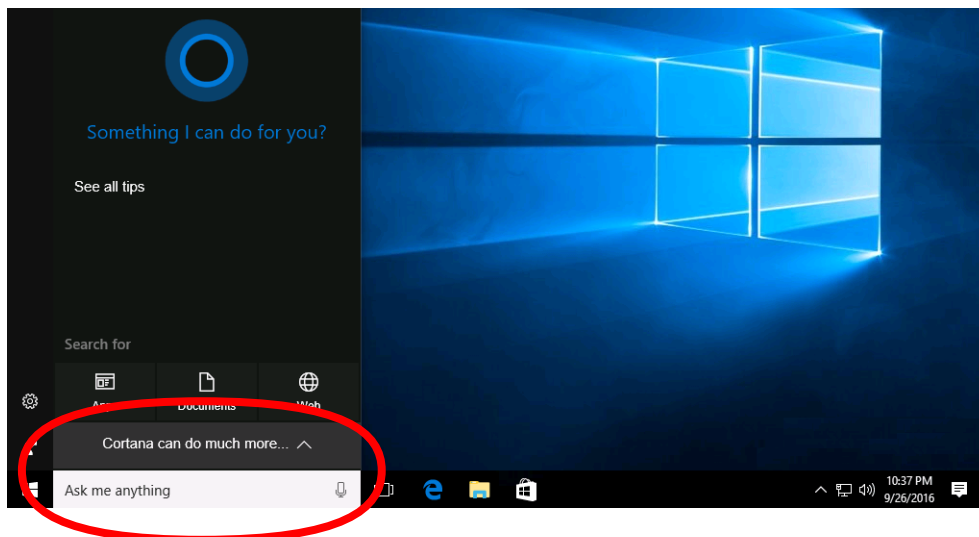 Something I can do for you?
See all tips
Search for
Apps Documents Web
Cortana can do much more...
Ask me anything
10:37 PM
9/26/2016